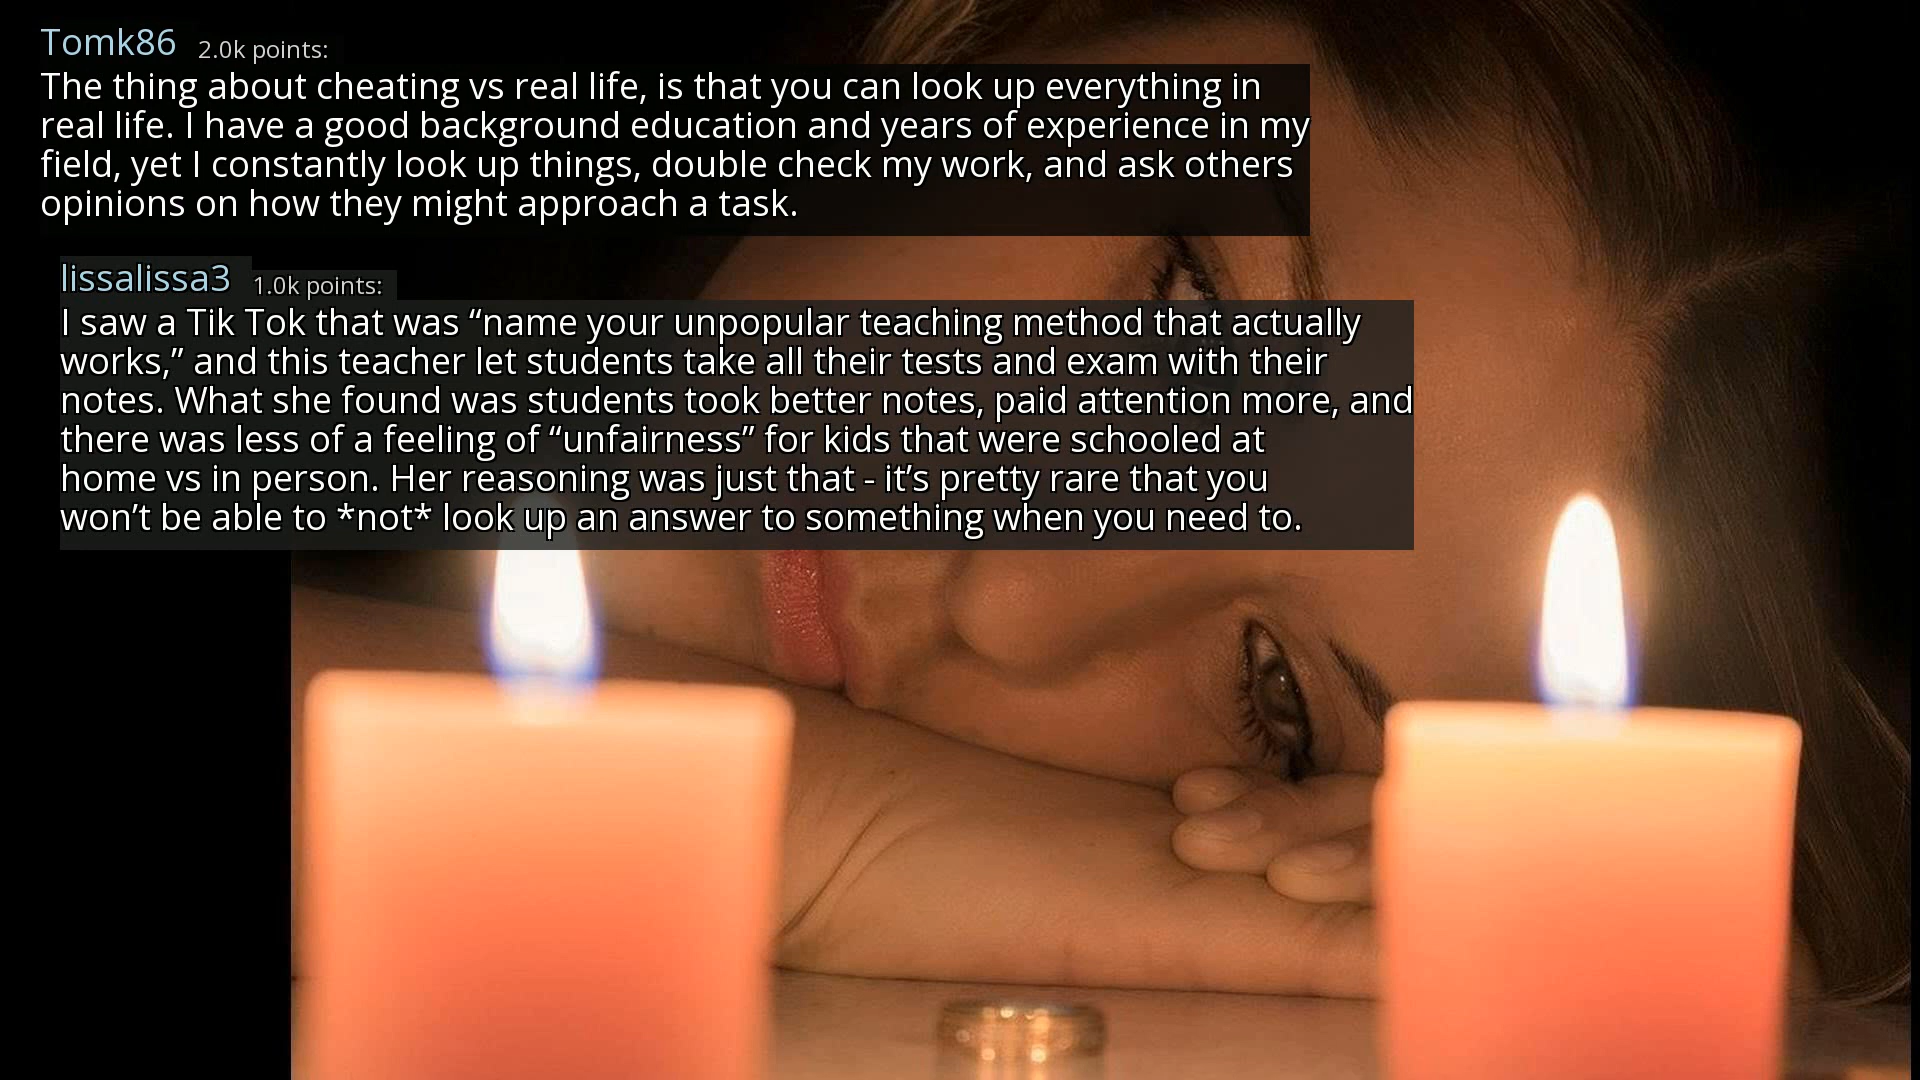 Tomk86 2.0k points:
The thing about cheating vs real life, is that you can look up everything in
real life. I have a good background education and years of experience in my
field, yet I constantly look up things, double check my work, and ask others
opinions on how they might approach a task.
lissalissa3 1.0k points:
I saw a Tik Tok that was “name your unpopular teaching method that actually
works,” and this teacher let students take all their tests and exam with their
notes. What she found was students took better notes, paid attention more, and
there was less of a feeling of “unfairness” for kids that were schooled at
home vs in person. Her reasoning was just that - it’s pretty rare that you
won’t be able to *not* look up an answer to something when you need to.